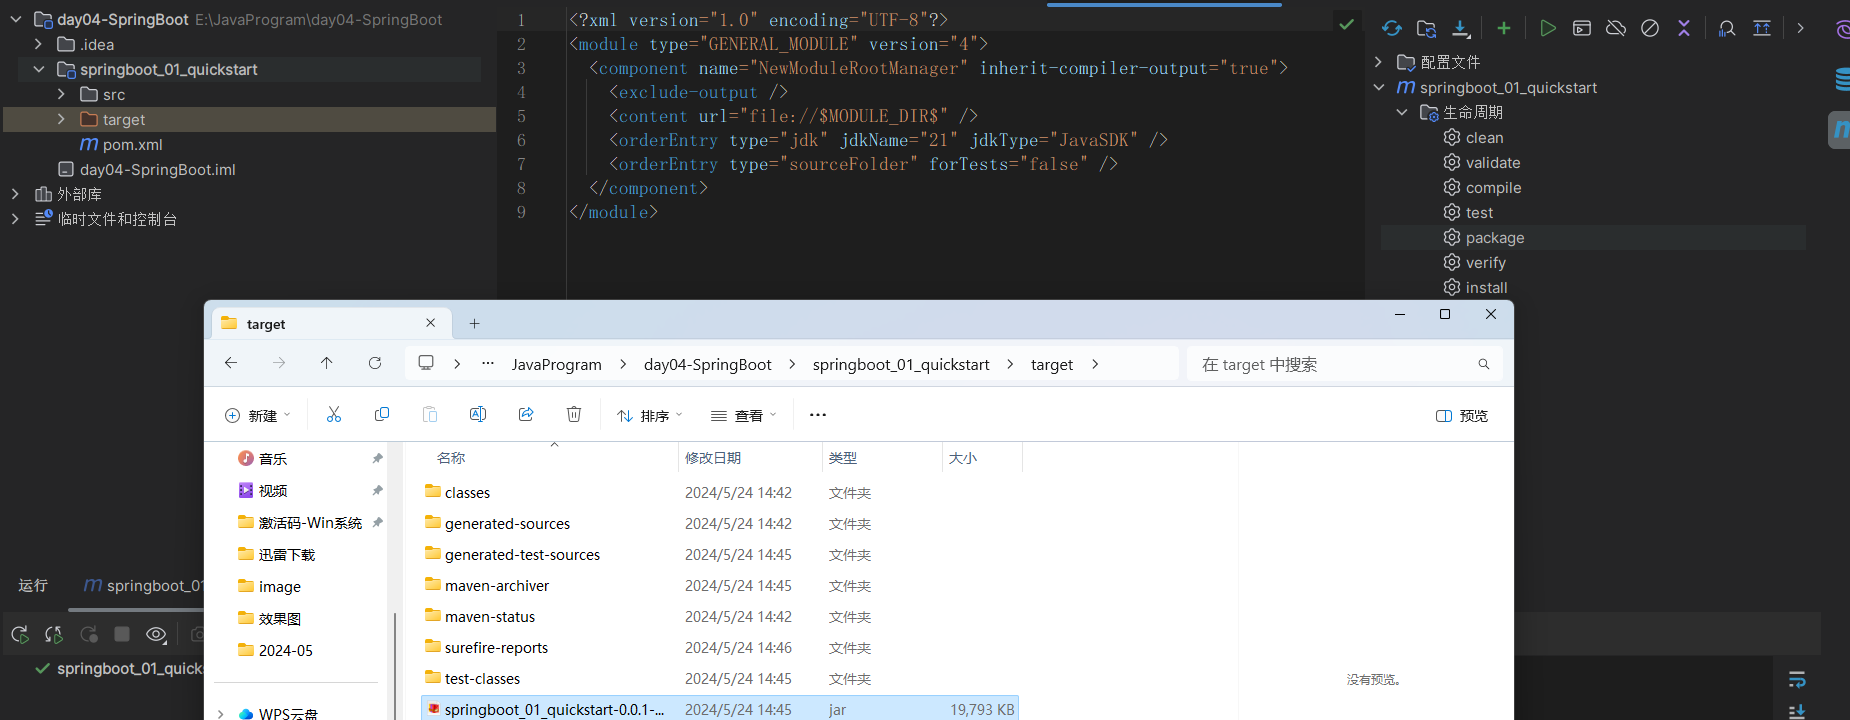 day04-SpringBoot E:\JavaProgram\day04-SpringBoot
.idea
springboot_01_quickstart
src
target
pom.xml
day04-SpringBoot.iml
外部库
临时文件和控制台
1 <?xml version="1.0" encoding="UTF-8"?>
2 <module type="GENERAL_MODULE" version="4">
3 <component name="NewModuleRootManager" inherit-compiler-output="true">
4 <exclude-output />
5 <content url="file://$MODULE_DIR$" />
6 <orderEntry type="jdk" jdkName="21" jdkType="JavaSDK" />
7 <orderEntry type="sourceFolder" forTests="false" />
8 </component>
9 </module>
配置文件
springboot_01_quickstart
生命周期
clean
validate
compile
test
package
verify
install
target
JavaProgram > day04-SpringBoot > springboot_01_quickstart > target >
在 target 中搜索
新建
排序
查看
预览
音乐
视频
激活码-Win系统
迅雷下载
image
效果图
2024-05
WPS云盘
名称 修改日期 类型 大小
classes 2024/5/24 14:42 文件夹
generated-sources 2024/5/24 14:42 文件夹
generated-test-sources 2024/5/24 14:45 文件夹
maven-archiver 2024/5/24 14:45 文件夹
maven-status 2024/5/24 14:42 文件夹
surefire-reports 2024/5/24 14:46 文件夹
test-classes 2024/5/24 14:45 文件夹
springboot_01_quickstart-0.0.1-... 2024/5/24 14:45 jar 19,793 KB
没有预览。
运行
springboot_01
springboot_01_quicks